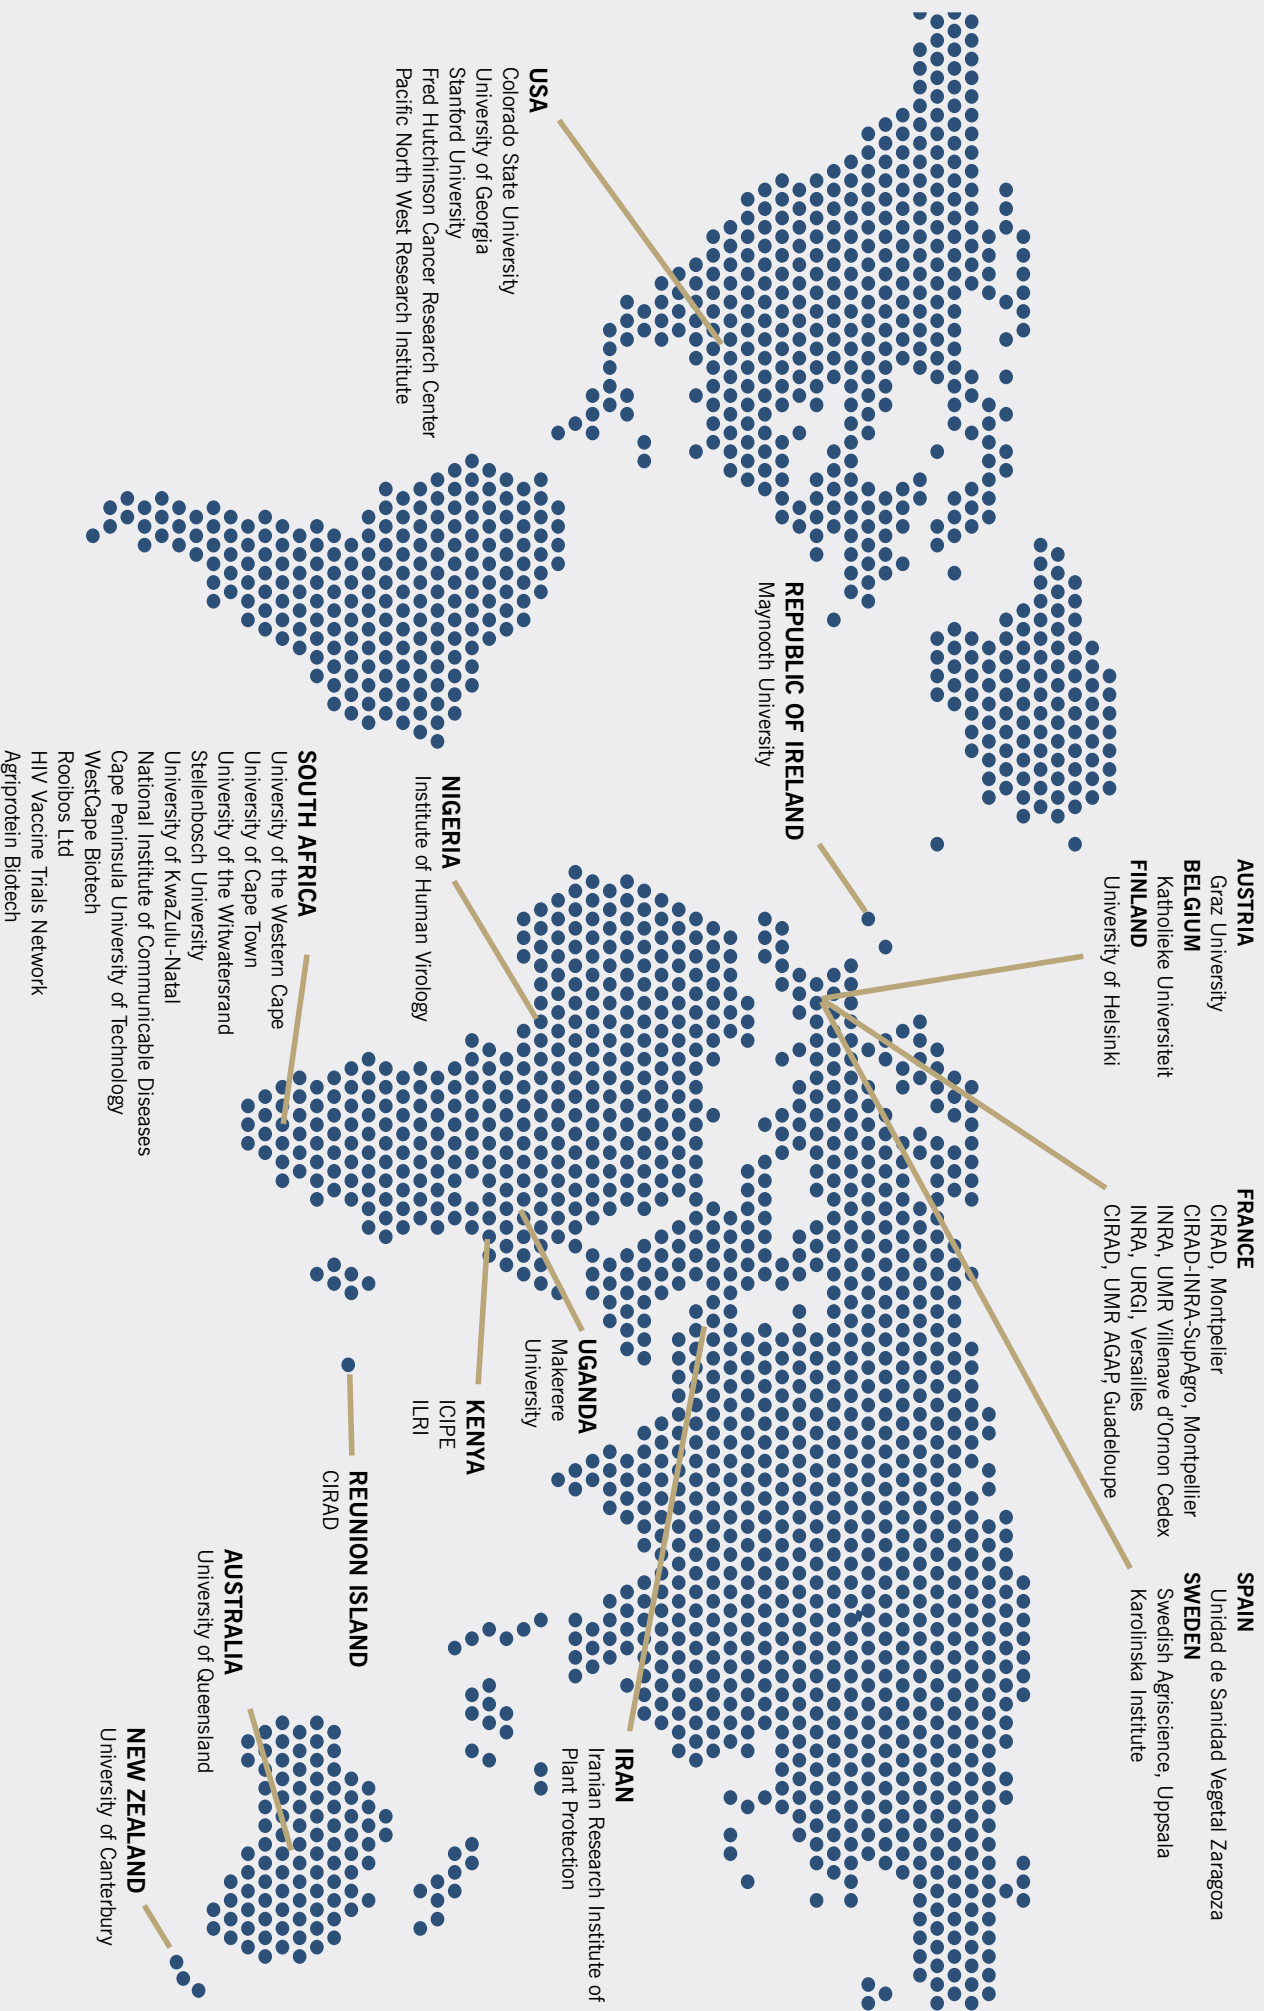 AUSTRIA
Graz University
BELGIUM
Katholieke Universiteit
FINLAND
University of Helsinki
FRANCE
CIRAD, Montpelier
CIRAD-INRA-SupAgro, Montpellier
INRA, UMR Villenave d'Ornon Cedex
INRA, URGI, Versailles
CIRAD, UMR AGAP, Guadeloupe
SPAIN
Unidad de Sanidad Vegetal Zaragoza
SWEDEN
Swedish Agriscience, Uppsala
Karolinska Institute
REPUBLIC OF IRELAND
Maynooth University
USA
Colorado State University
University of Georgia
Stanford University
Fred Hutchinson Cancer Research Center
Pacific North West Research Institute
IRAN
Iranian Research Institute of
Plant Protection
UGANDA
Makerere
University
KENYA
ICIPE
ILRI
NIGERIA
Institute of Human Virology
REUNION ISLAND
CIRAD
SOUTH AFRICA
University of the Western Cape
University of Cape Town
University of the Witwatersrand
Stellenbosch University
University of KwaZulu-Natal
National Institute of Communicable Diseases
Cape Peninsula University of Technology
WestCape Biotech
Rooibos Ltd
HIV Vaccine Trials Network
Agriprotein Biotech
AUSTRALIA
University of Queensland
NEW ZEALAND
University of Canterbury